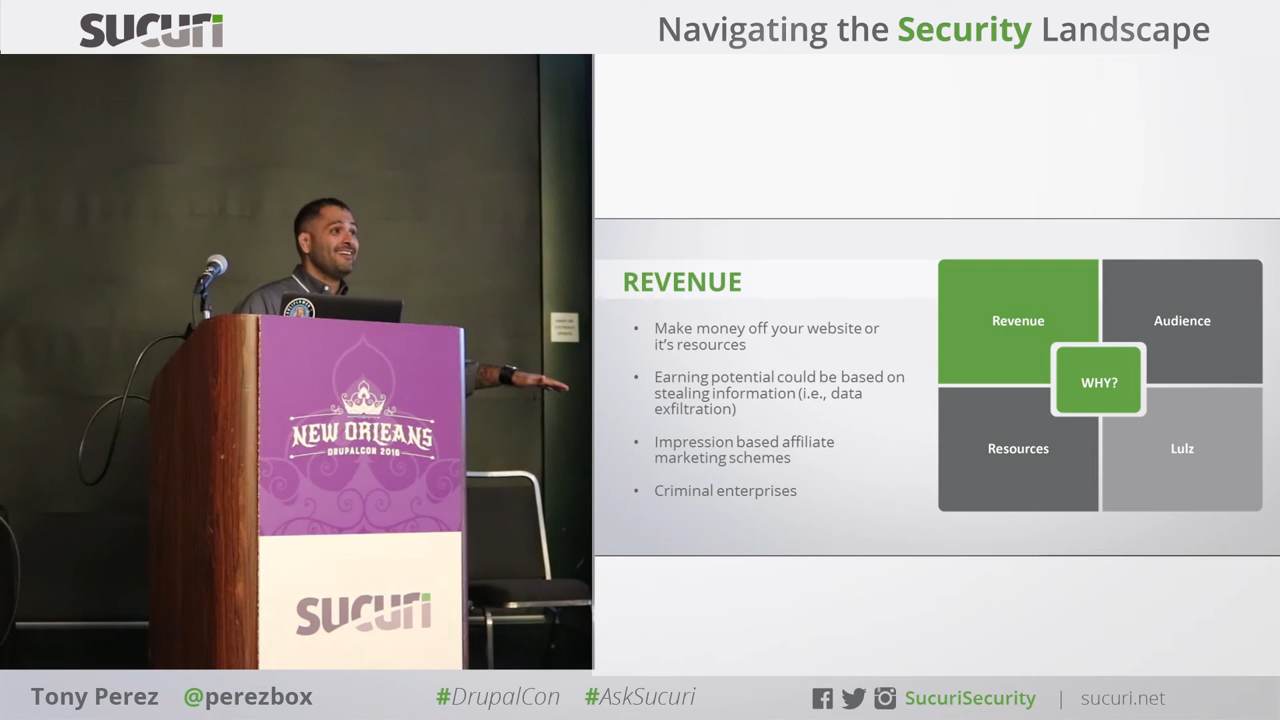 sucuri
Navigating the Security Landscape
NEW ORLEANS
DRUPALCON 2016
sucuri
REVENUE
• Make money off your website or
it's resources
• Earning potential could be based on
stealing information (i.e., data
exfiltration)
• Impression based affiliate
marketing schemes
• Criminal enterprises
Revenue
Audience
WHY?
Resources
Lulz
Tony Perez @perezbox #DrupalCon #AskSucuri SucuriSecurity | sucuri.net